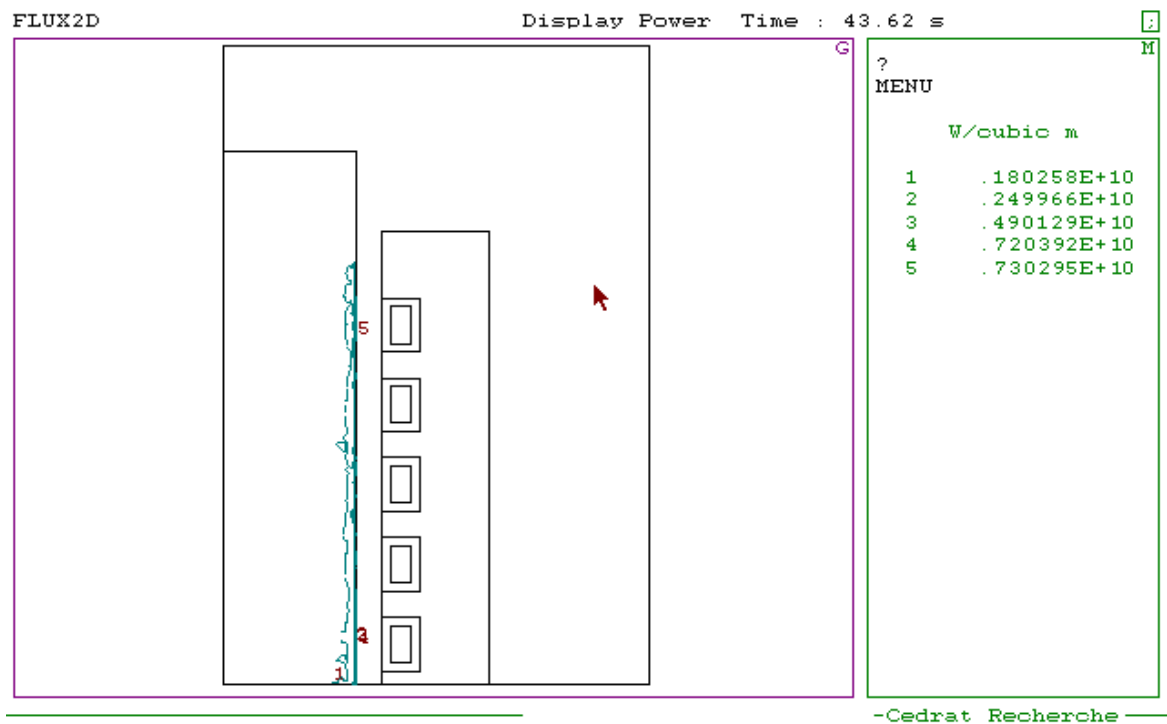 FLUX2D Display Power Time : 43.62 s ;
G M
?
MENU
W/cubic m
1 .180258E+10
2 .249966E+10
3 .490129E+10
4 .720392E+10
5 .730295E+10
5
1
-Cedrat Recherche